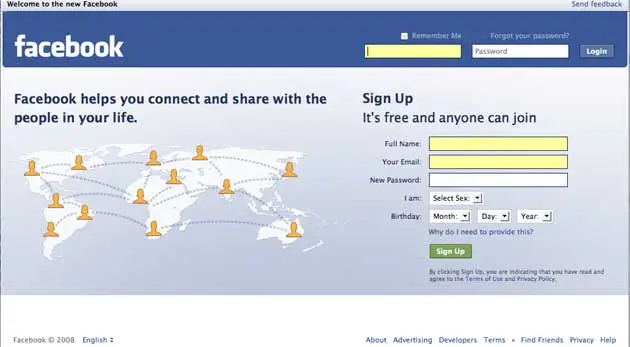 Welcome to the new Facebook
Send feedback
facebook
Remember Me
Forgot your password?
Password
Login
Facebook helps you connect and share with the
people in your life.
Sign Up
It's free and anyone can join
Full Name:
Your Email:
New Password:
I am: Select Sex:
Birthday: Month: Day: Year:
Why do I need to provide this?
Sign Up
By clicking Sign Up, you are indicating that you have read and
agree to the Terms of Use and Privacy Policy.
Facebook © 2008 English
About Advertising Developers Terms • Find Friends Privacy Help